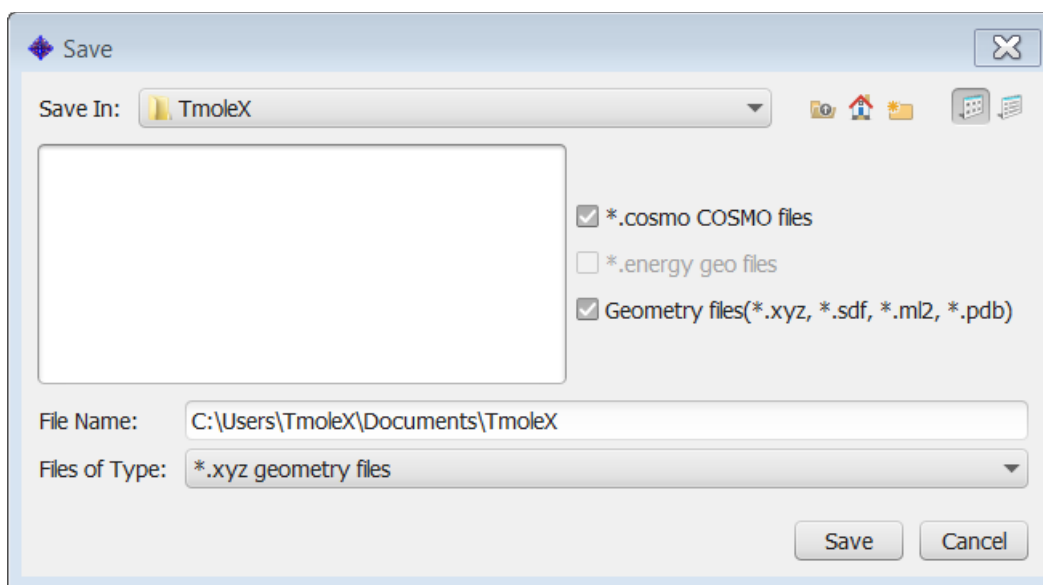 Save
Save In: TmoleX
*.cosmo COSMO files
*.energy geo files
Geometry files(*.xyz, *.sdf, *.ml2, *.pdb)
File Name: C:\Users\TmoleX\Documents\TmoleX
Files of Type: *.xyz geometry files
Save Cancel